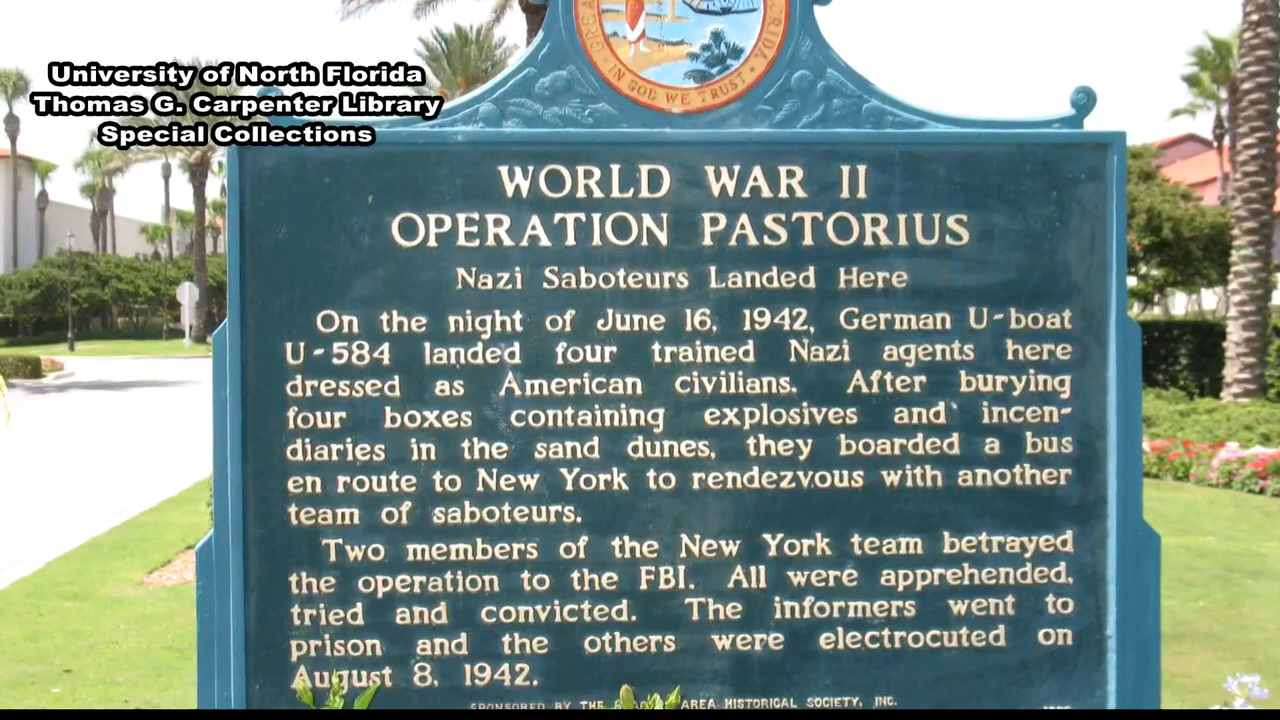 University of North Florida
Thomas G. Carpenter Library
Special Collections
IN GOD WE TRUST
WORLD WAR II
OPERATION PASTORIUS
Nazi Saboteurs Landed Here
On the night of June 16, 1942, German U-boat
U-584 landed four trained Nazi agents here
dressed as American civilians. After burying
four boxes containing explosives and incen-
diaries in the sand dunes, they boarded a bus
en route to New York to rendezvous with another
team of saboteurs.
Two members of the New York team betrayed
the operation to the FBI. All were apprehended,
tried and convicted. The informers went to
prison and the others were electrocuted on
August 8, 1942.
SPONSORED BY THE AREA HISTORICAL SOCIETY, INC.